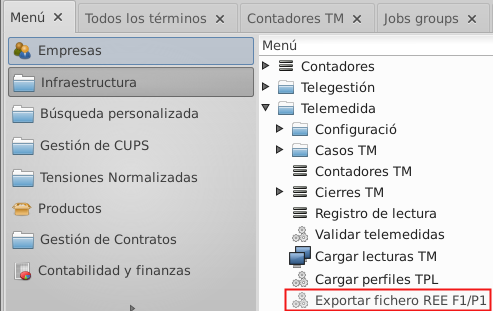 Menú
Todos los términos
Contadores TM
Jobs groups
Empresas
Infraestructura
Búsqueda personalizada
Gestión de CUPS
Tensiones Normalizadas
Productos
Gestión de Contratos
Contabilidad y finanzas
Menú
Contadores
Telegestión
Telemedida
Configuració
Casos TM
Contadores TM
Cierres TM
Registro de lectura
Validar telemedidas
Cargar lecturas TM
Cargar perfiles TPL
Exportar fichero REE F1/P1